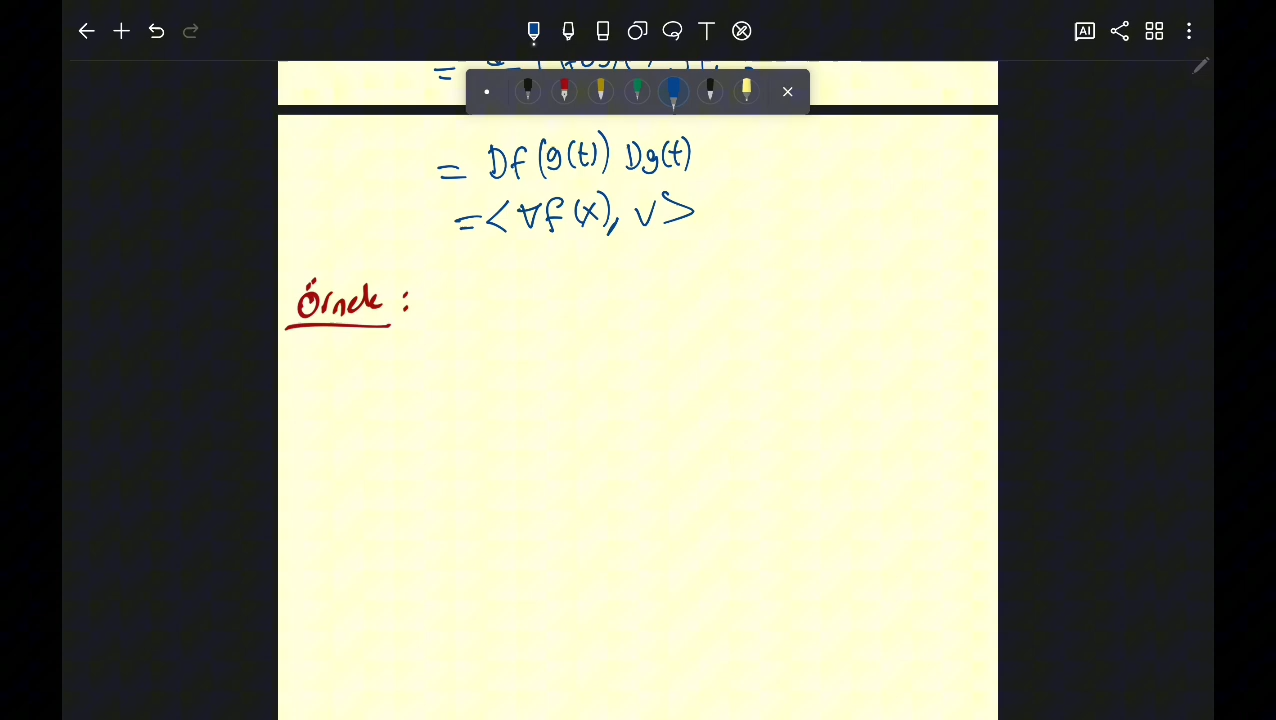 = Df(g(t)) Dg(t)
= <∇f(x), v>
Örnek :